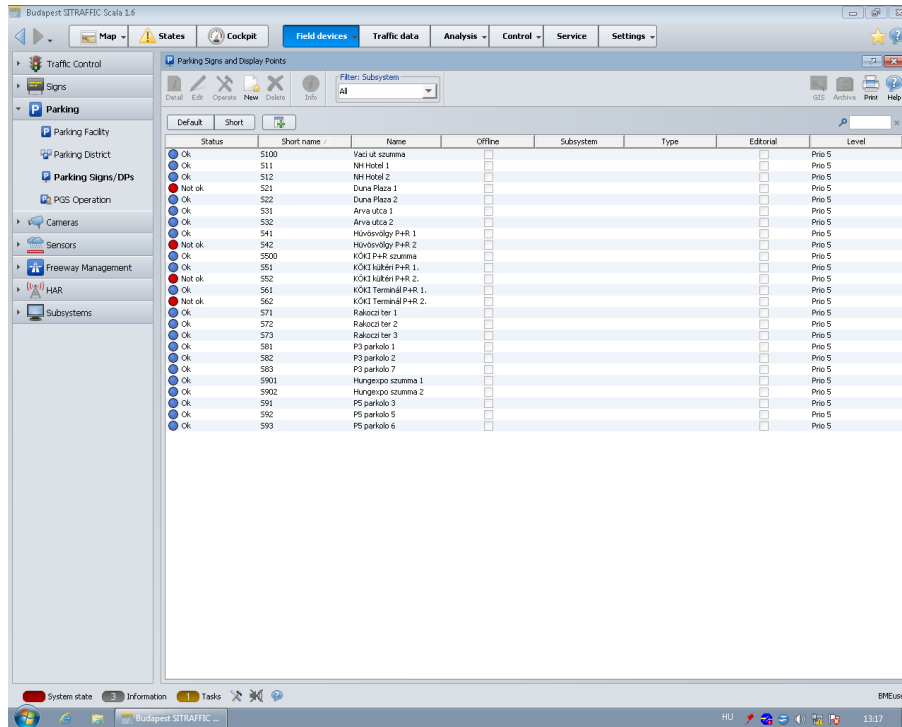 Budapest SITRAFFIC Scala 1.6
Map States Cockpit Field devices Traffic data Analysis Control Service Settings
Traffic Control
Signs
Parking
Parking Facility
Parking District
Parking Signs/DPs
PGS Operation
Cameras
Sensors
Freeway Management
HAR
Subsystems
Parking Signs and Display Points
Detail Edit Operate New Delete Info
Filter: Subsystem
All
GIS Archive Print Help
Default Short
Status Short name Name Offline Subsystem Type Editorial Level
Ok S100 Vaci ut szumma Prio 5
Ok S11 NH Hotel 1 Prio 5
Ok S12 NH Hotel 2 Prio 5
Not ok S21 Duna Plaza 1 Prio 5
Ok S22 Duna Plaza 2 Prio 5
Ok S31 Arva utca 1 Prio 5
Ok S32 Arva utca 2 Prio 5
Ok S41 Hüvösvölgy P+R 1 Prio 5
Not ok S42 Hüvösvölgy P+R 2 Prio 5
Ok S500 KÖKI P+R szumma Prio 5
Ok S51 KÖKI kültéri P+R 1. Prio 5
Not ok S52 KÖKI kültéri P+R 2. Prio 5
Ok S61 KÖKI Terminál P+R 1. Prio 5
Not ok S62 KÖKI Terminál P+R 2. Prio 5
Ok S71 Rakoczi ter 1 Prio 5
Ok S72 Rakoczi ter 2 Prio 5
Ok S73 Rakoczi ter 3 Prio 5
Ok S81 P3 parkolo 1 Prio 5
Ok S82 P3 parkolo 2 Prio 5
Ok S83 P3 parkolo 7 Prio 5
Ok S901 Hungexpo szumma 1 Prio 5
Ok S902 Hungexpo szumma 2 Prio 5
Ok S91 P5 parkolo 3 Prio 5
Ok S92 P5 parkolo 5 Prio 5
Ok S93 P5 parkolo 6 Prio 5
System state 3 Information 1 Tasks BMEuse
Budapest SITRAFFIC ... HU 13:17